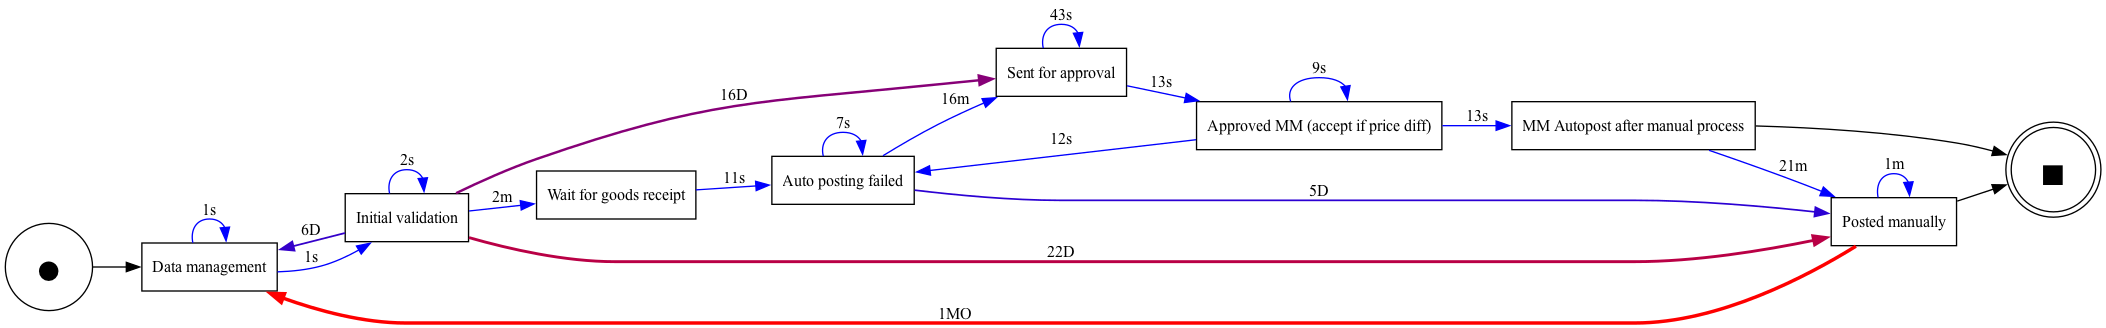 43s
Sent for approval
9s
13s
16D
16m
Approved MM (accept if price diff)
13s
MM Autopost after manual process
7s
12s
2s
Auto posting failed
21m
1m
11s
Wait for goods receipt
2m
5D
1s
Initial validation
Posted manually
6D
1s
22D
Data management
1MO